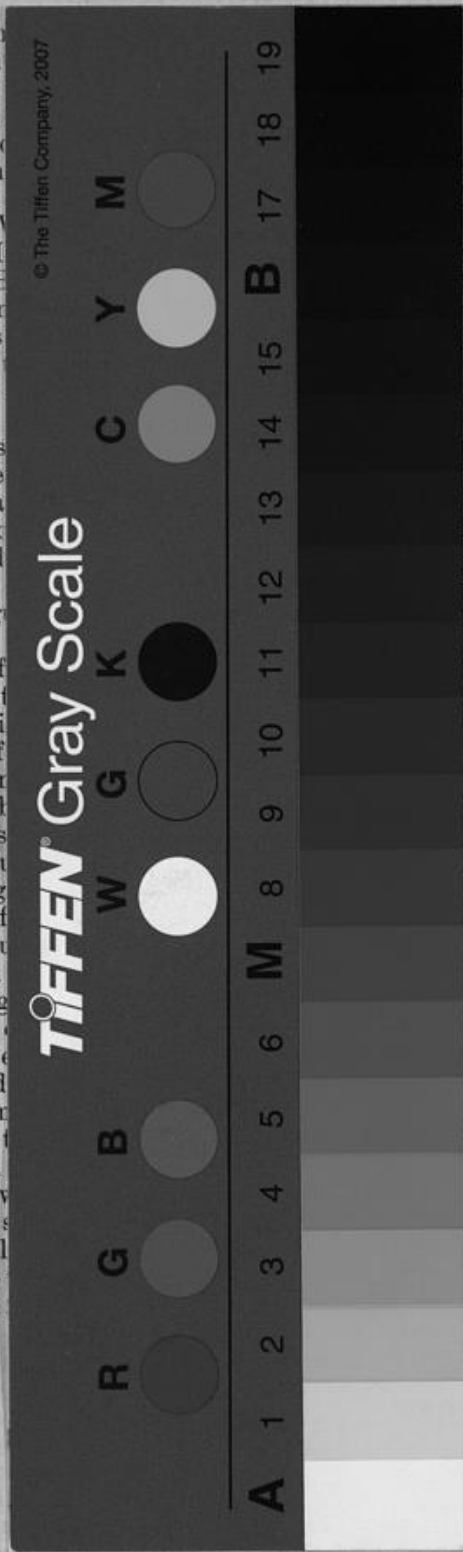 TIFFEN® Gray Scale
© The Tiffen Company, 2007
R G B W G K C Y M
A 1 2 3 4 5 6 M 8 9 10 11 12 13 14 15 B 17 18 19